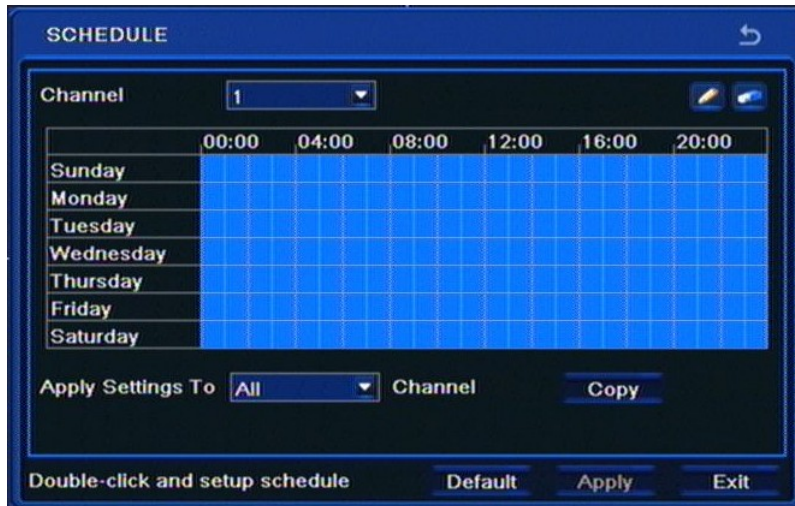 SCHEDULE
Channel 1
00:00 04:00 08:00 12:00 16:00 20:00
Sunday
Monday
Tuesday
Wednesday
Thursday
Friday
Saturday
Apply Settings To All Channel Copy
Double-click and setup schedule Default Apply Exit